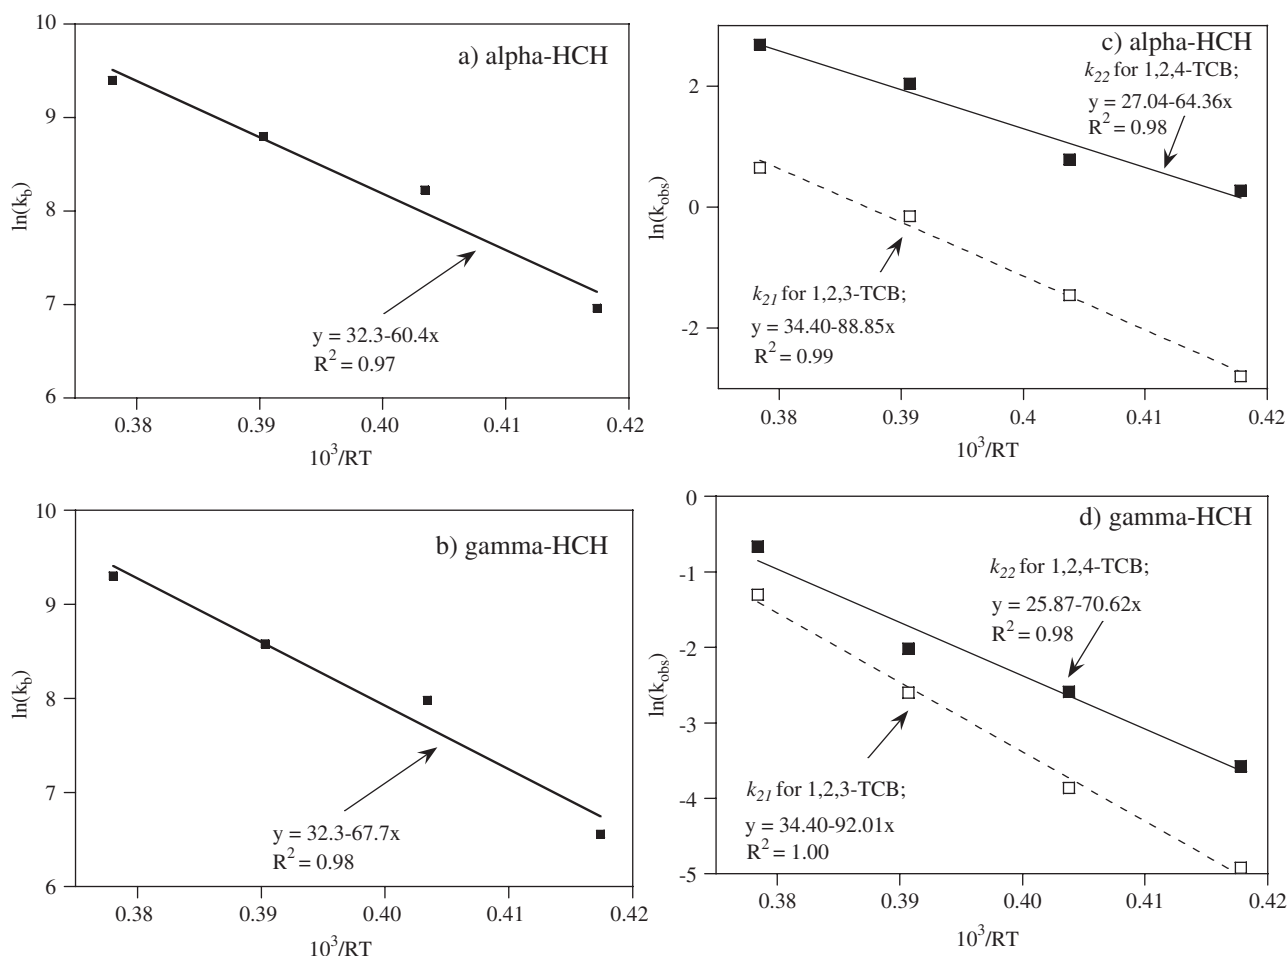 a) alpha-HCH
10
9
8
7
6
ln(k_b)
y = 32.3-60.4x
R^2 = 0.97
0.38
0.39
0.40
0.41
0.42
10^3/RT
c) alpha-HCH
k_22 for 1,2,4-TCB;
y = 27.04-64.36x
R^2 = 0.98
2
0
-2
ln(k_obs)
k_21 for 1,2,3-TCB;
y = 34.40-88.85x
R^2 = 0.99
0.38
0.39
0.4
0.41
0.42
10^3/RT
b) gamma-HCH
10
9
8
7
6
ln(k_b)
y = 32.3-67.7x
R^2 = 0.98
0.38
0.39
0.40
0.41
0.42
10^3/RT
d) gamma-HCH
k_22 for 1,2,4-TCB;
y = 25.87-70.62x
R^2 = 0.98
0
-1
-2
-3
-4
-5
ln(k_obs)
k_21 for 1,2,3-TCB;
y = 34.40-92.01x
R^2 = 1.00
0.38
0.39
0.40
0.41
0.42
10^3/RT